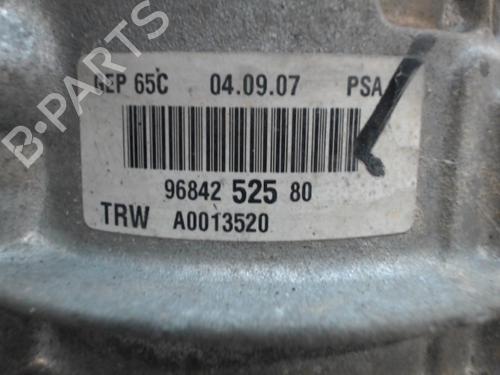 B-PARTS
GEP 65C 04.09.07 PSA
96842 525 80
TRW A0013520